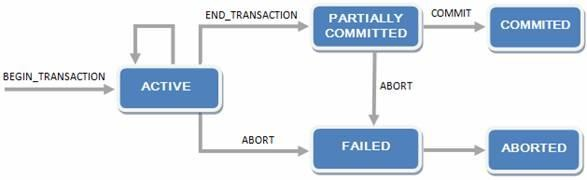 END_TRANSACTION
PARTIALLY
COMMITTED
COMMIT
COMMITED
BEGIN_TRANSACTION
ACTIVE
ABORT
ABORT
FAILED
ABORTED